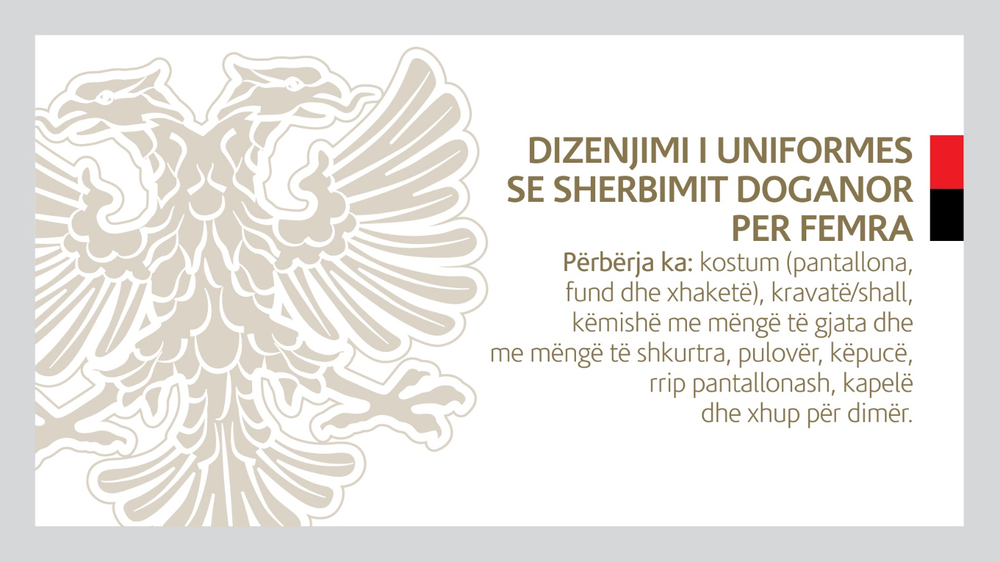 DIZENJIMI I UNIFORMES
SE SHERBIMIT DOGANOR
PER FEMRA
Përbërja ka: kostum (pantallona,
fund dhe xhaketë), kravatë/shall,
këmishë me mëngë të gjata dhe
me mëngë të shkurtra, pulovër, këpucë,
rrip pantallonash, kapelë
dhe xhup për dimër.